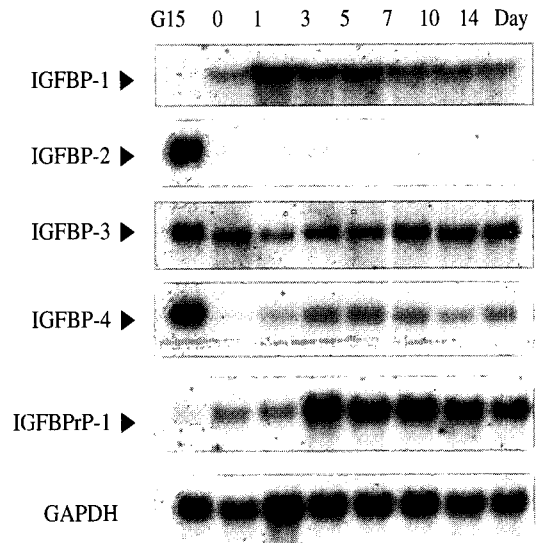 G15 0 1 3 5 7 10 14 Day
IGFBP-1
IGFBP-2
IGFBP-3
IGFBP-4
IGFBPrP-1
GAPDH